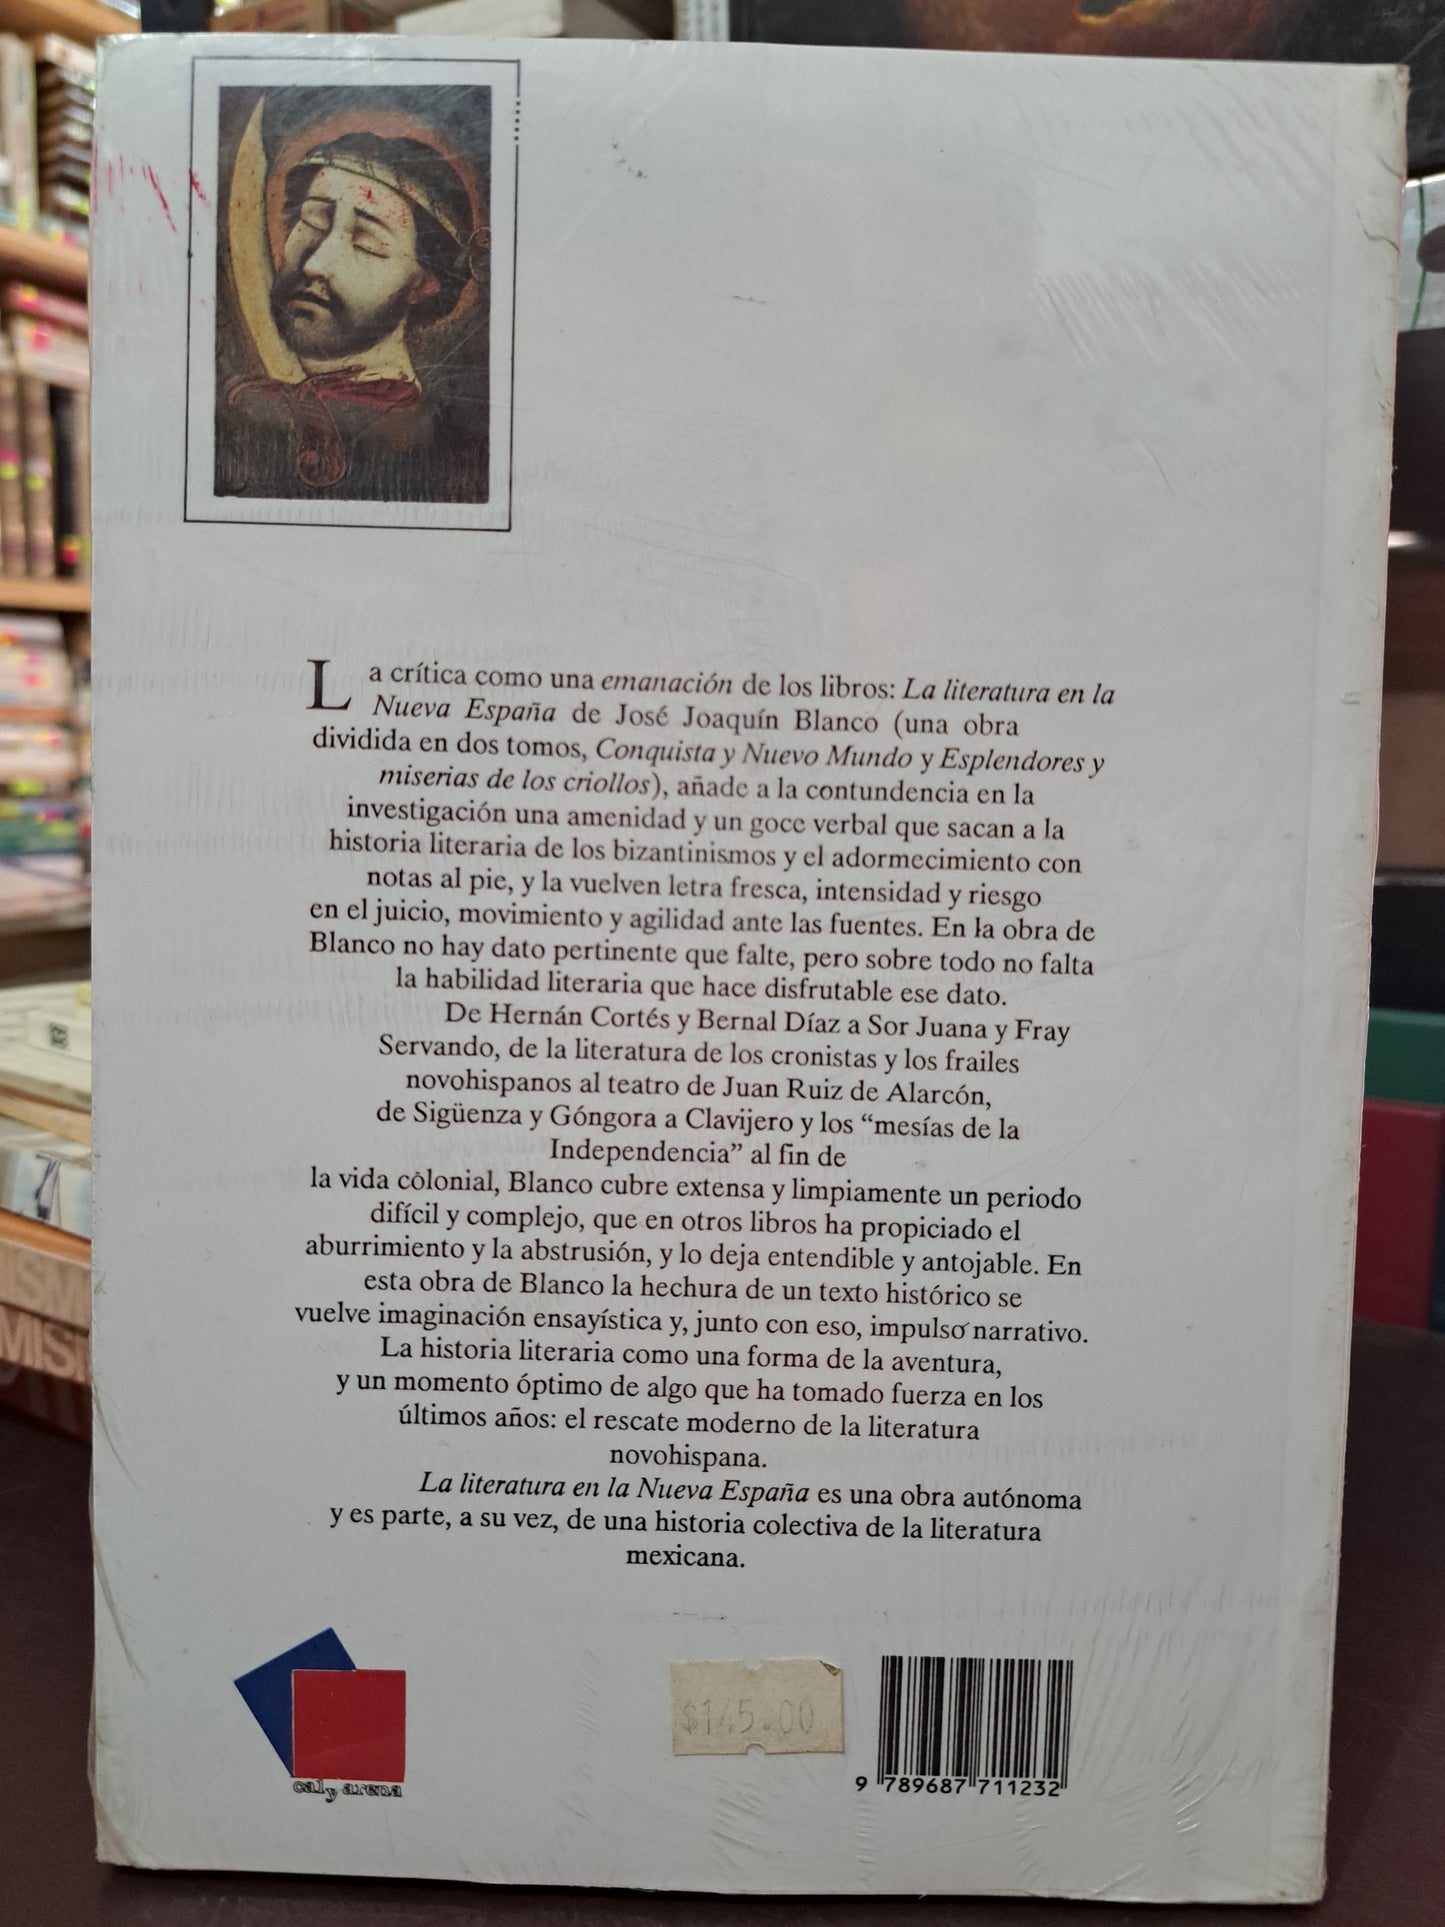 La crítica como una emanación de los libros: La literatura en la
Nueva España de José Joaquín Blanco (una obra
dividida en dos tomos, Conquista y Nuevo Mundo y Esplendores y
miserias de los criollos), añade a la contundencia en la
investigación una amenidad y un goce verbal que sacan a la
historia literaria de los bizantinismos y el adormecimiento con
notas al pie, y la vuelven letra fresca, intensidad y riesgo
en el juicio, movimiento y agilidad ante las fuentes. En la obra de
Blanco no hay dato pertinente que falte, pero sobre todo no falta
la habilidad literaria que hace disfrutable ese dato.
De Hernán Cortés y Bernal Díaz a Sor Juana y Fray
Servando, de la literatura de los cronistas y los frailes
novohispanos al teatro de Juan Ruiz de Alarcón,
de Sigüenza y Góngora a Clavijero y los “mesías de la
Independencia” al fin de
la vida colonial, Blanco cubre extensa y limpiamente un periodo
difícil y complejo, que en otros libros ha propiciado el
aburrimiento y la abstrusión, y lo deja entendible y antojable. En
esta obra de Blanco la hechura de un texto histórico se
vuelve imaginación ensayística y, junto con eso, impulso narrativo.
La historia literaria como una forma de la aventura,
y un momento óptimo de algo que ha tomado fuerza en los
últimos años: el rescate moderno de la literatura
novohispana.
La literatura en la Nueva España es una obra autónoma
y es parte, a su vez, de una historia colectiva de la literatura
mexicana.
cal y arena
$145.00
9 789687 711232